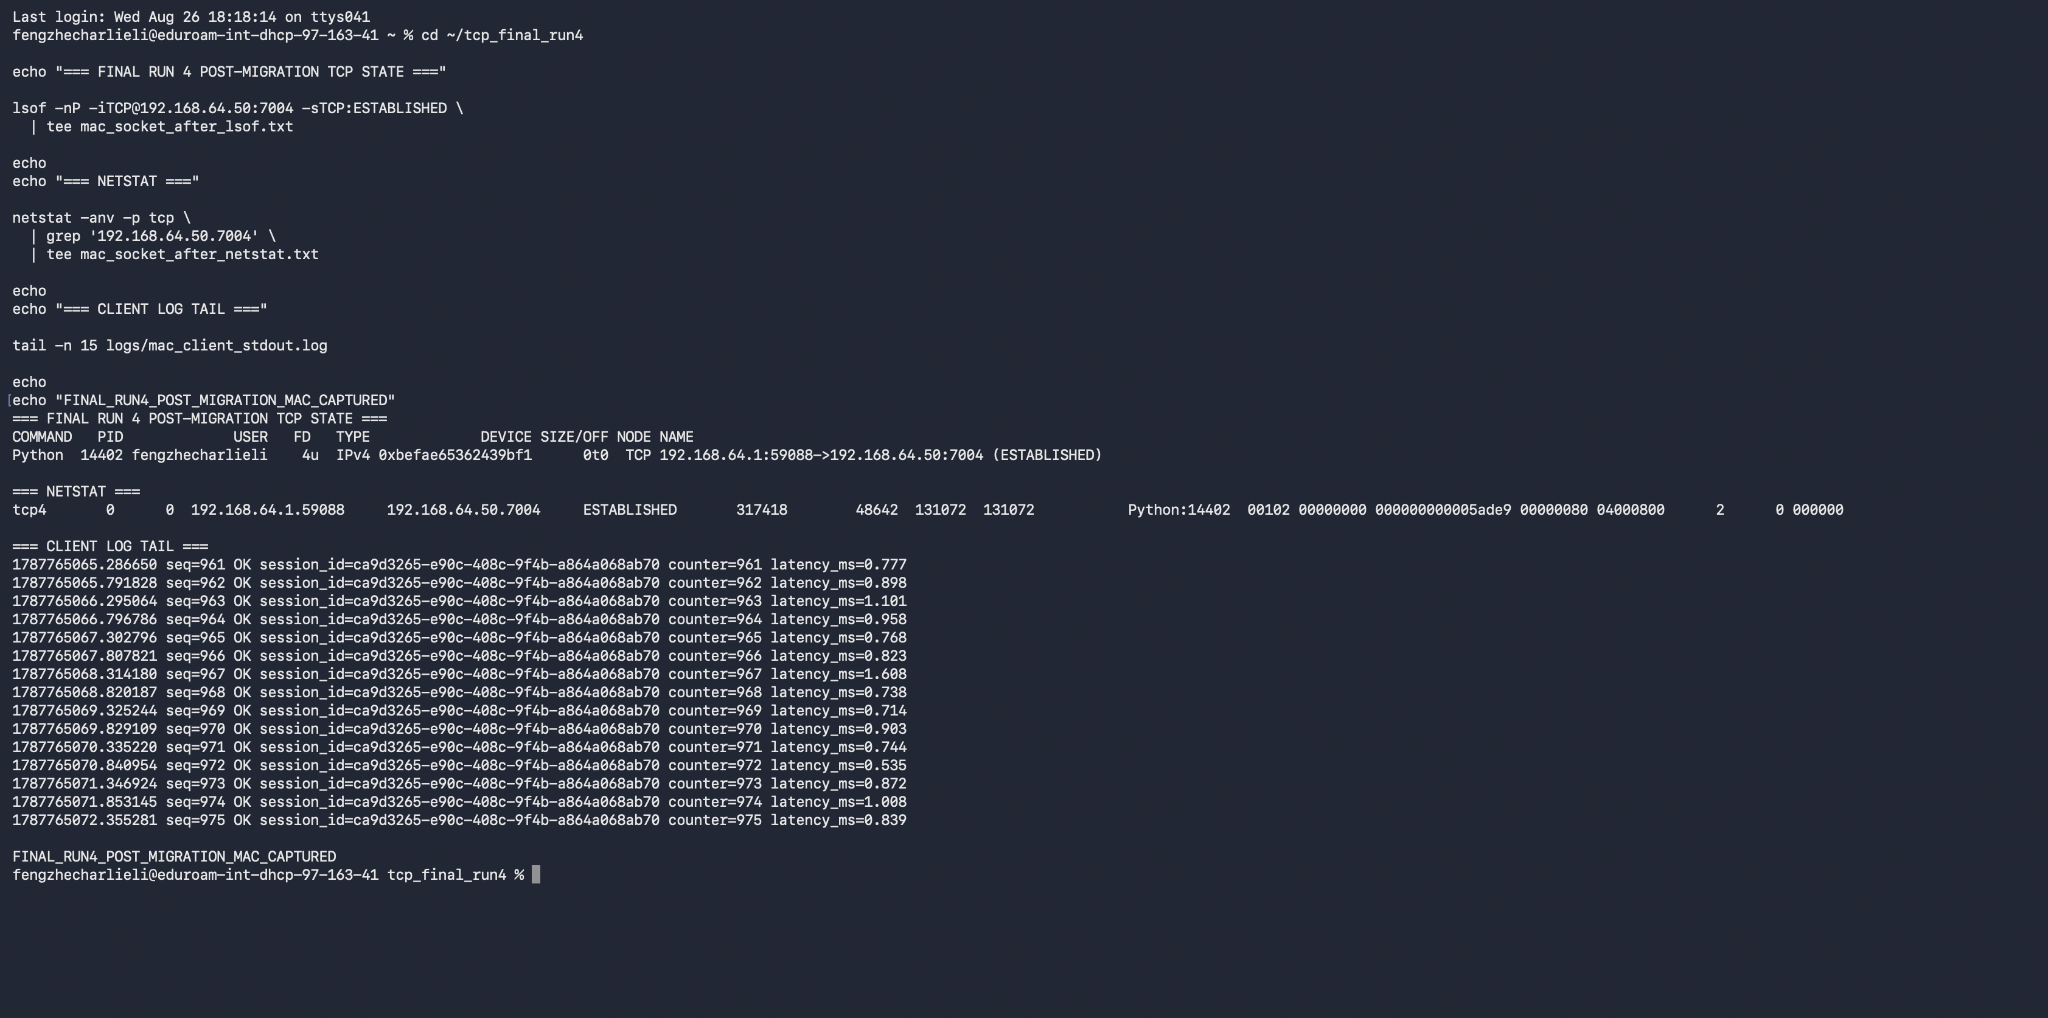 Last login: Wed Aug 26 18:18:14 on ttys041
fengzhecharlieli@eduroam-int-dhcp-97-163-41 ~ % cd ~/tcp_final_run4
echo "=== FINAL RUN 4 POST-MIGRATION TCP STATE ==="
lsof -nP -iTCP@192.168.64.50:7004 -sTCP:ESTABLISHED \
| tee mac_socket_after_lsof.txt
echo
echo "=== NETSTAT ==="
netstat -anv -p tcp \
| grep '192.168.64.50.7004' \
| tee mac_socket_after_netstat.txt
echo
echo "=== CLIENT LOG TAIL ==="
tail -n 15 logs/mac_client_stdout.log
echo
[echo "FINAL_RUN4_POST_MIGRATION_MAC_CAPTURED"
=== FINAL RUN 4 POST-MIGRATION TCP STATE ===
COMMAND PID USER FD TYPE DEVICE SIZE/OFF NODE NAME
Python 14402 fengzhecharlieli 4u IPv4 0xbefae65362439bf1 0t0 TCP 192.168.64.1:59088->192.168.64.50:7004 (ESTABLISHED)
=== NETSTAT ===
tcp4 0 0 192.168.64.1.59088 192.168.64.50.7004 ESTABLISHED 317418 48642 131072 131072 Python:14402 00102 00000000 000000000005ade9 00000080 04000800 2 0 000000
=== CLIENT LOG TAIL ===
1787765065.286650 seq=961 OK session_id=ca9d3265-e90c-408c-9f4b-a864a068ab70 counter=961 latency_ms=0.777
1787765065.791828 seq=962 OK session_id=ca9d3265-e90c-408c-9f4b-a864a068ab70 counter=962 latency_ms=0.898
1787765066.295064 seq=963 OK session_id=ca9d3265-e90c-408c-9f4b-a864a068ab70 counter=963 latency_ms=1.101
1787765066.796786 seq=964 OK session_id=ca9d3265-e90c-408c-9f4b-a864a068ab70 counter=964 latency_ms=0.958
1787765067.302796 seq=965 OK session_id=ca9d3265-e90c-408c-9f4b-a864a068ab70 counter=965 latency_ms=0.768
1787765067.807821 seq=966 OK session_id=ca9d3265-e90c-408c-9f4b-a864a068ab70 counter=966 latency_ms=0.823
1787765068.314180 seq=967 OK session_id=ca9d3265-e90c-408c-9f4b-a864a068ab70 counter=967 latency_ms=1.608
1787765068.820187 seq=968 OK session_id=ca9d3265-e90c-408c-9f4b-a864a068ab70 counter=968 latency_ms=0.738
1787765069.325244 seq=969 OK session_id=ca9d3265-e90c-408c-9f4b-a864a068ab70 counter=969 latency_ms=0.714
1787765069.829109 seq=970 OK session_id=ca9d3265-e90c-408c-9f4b-a864a068ab70 counter=970 latency_ms=0.903
1787765070.335220 seq=971 OK session_id=ca9d3265-e90c-408c-9f4b-a864a068ab70 counter=971 latency_ms=0.744
1787765070.840954 seq=972 OK session_id=ca9d3265-e90c-408c-9f4b-a864a068ab70 counter=972 latency_ms=0.535
1787765071.346924 seq=973 OK session_id=ca9d3265-e90c-408c-9f4b-a864a068ab70 counter=973 latency_ms=0.872
1787765071.853145 seq=974 OK session_id=ca9d3265-e90c-408c-9f4b-a864a068ab70 counter=974 latency_ms=1.008
1787765072.355281 seq=975 OK session_id=ca9d3265-e90c-408c-9f4b-a864a068ab70 counter=975 latency_ms=0.839
FINAL_RUN4_POST_MIGRATION_MAC_CAPTURED
fengzhecharlieli@eduroam-int-dhcp-97-163-41 tcp_final_run4 %